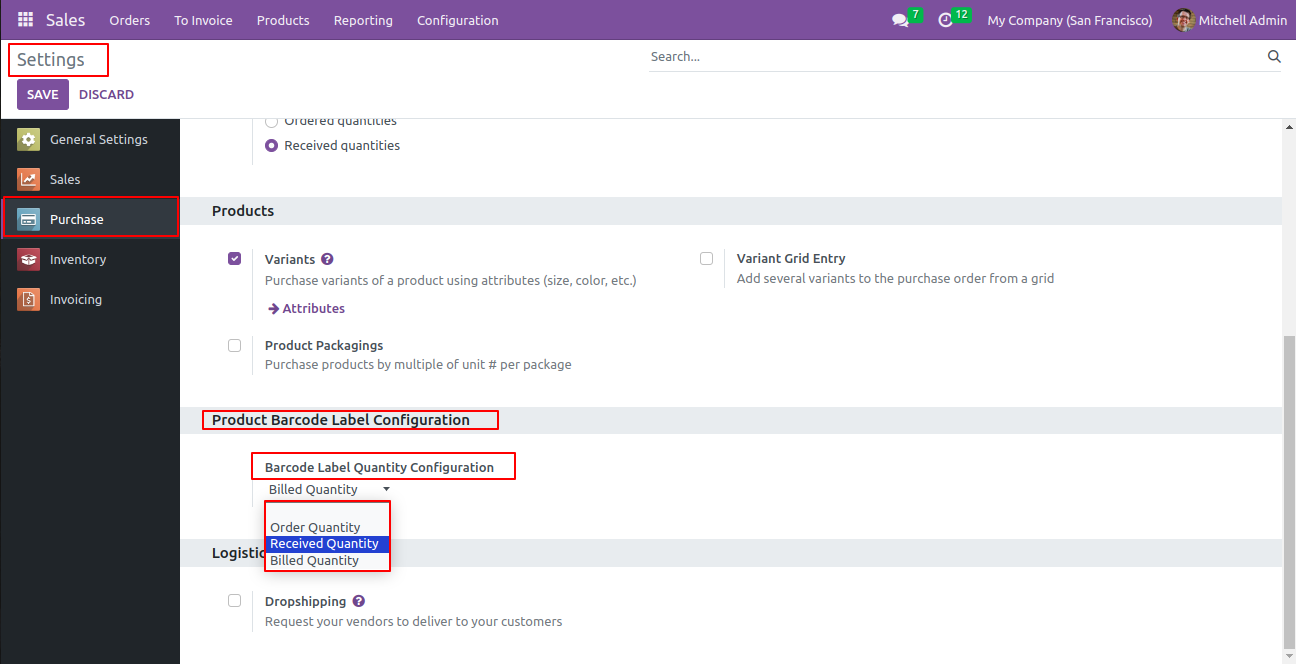 Sales Orders To Invoice Products Reporting Configuration 7 12 My Company (San Francisco) Mitchell Admin
Settings
Search...
SAVE DISCARD
General Settings
Sales
Purchase
Inventory
Invoicing
Ordered quantities
Received quantities
Products
Variants ?
Purchase variants of a product using attributes (size, color, etc.)
Attributes
Variant Grid Entry
Add several variants to the purchase order from a grid
Product Packagings
Purchase products by multiple of unit # per package
Product Barcode Label Configuration
Barcode Label Quantity Configuration
Billed Quantity
Order Quantity
Received Quantity
Billed Quantity
Logistic
Dropshipping ?
Request your vendors to deliver to your customers